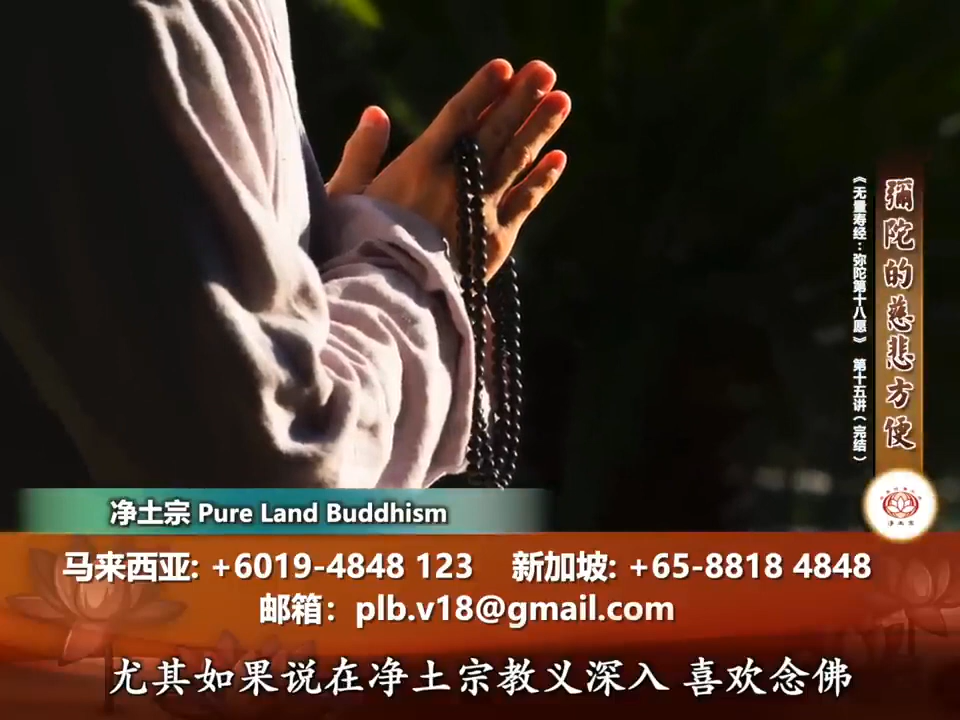 彌陀的慈悲方便
《无量寿经：弥陀第十八愿》 第十五讲（完结）
净土宗
净土宗 Pure Land Buddhism
马来西亚: +6019-4848 123 新加坡: +65-8818 4848
邮箱：plb.v18@gmail.com
尤其如果说在净土宗教义深入 喜欢念佛